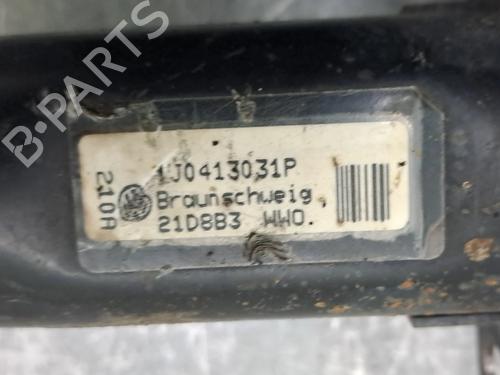 1J0413031P
Braunschweig,
21D8B3 WWO.
210A
B-PARTS